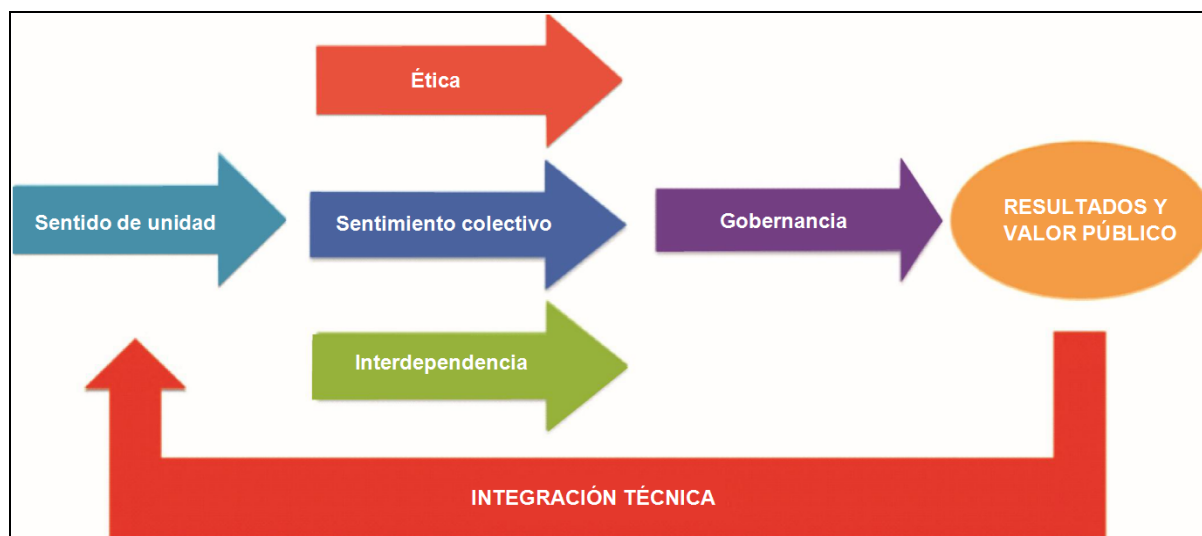 Ética
Sentido de unidad
Sentimiento colectivo
Gobernancia
RESULTADOS Y
VALOR PÚBLICO
Interdependencia
INTEGRACIÓN TÉCNICA